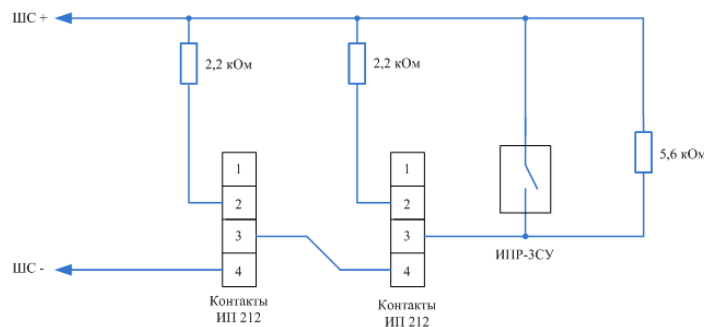 ШС +
2,2 кОм
2,2 кОм
5,6 кОм
1
2
3
4
1
2
3
4
ИПР-3СУ
ШС -
Контакты
ИП 212
Контакты
ИП 212